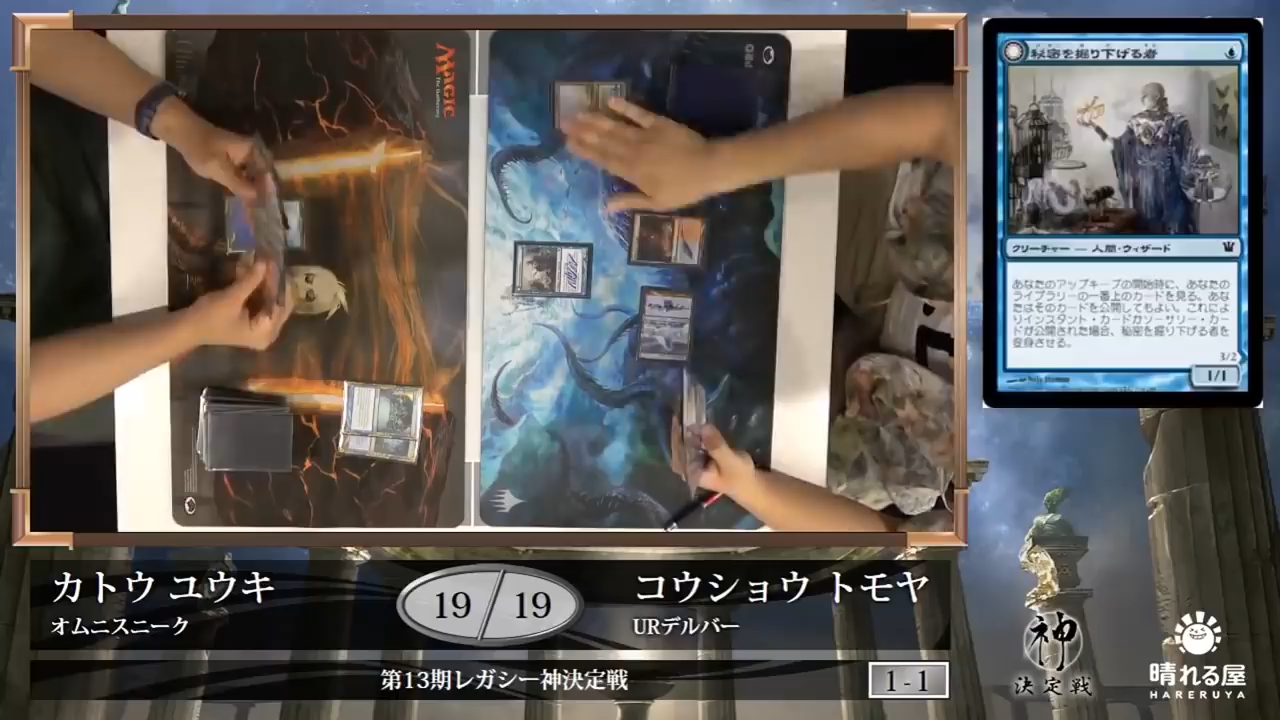 MAGIC
The Gathering
秘密を掘り下げる者
クリーチャー — 人間・ウィザード
あなたのアップキープの開始時に、あなたの
ライブラリーの一番上のカードを見る。あな
たはそのカードを公開してもよい。これによ
りインスタント・カードかソーサリー・カー
ドが公開された場合、秘密を掘り下げる者を
変身させる。
3/2
1/1
カトウ ユウキ
オムニスニーク
19 / 19
コウショウ トモヤ
URデルバー
第13期レガシー神決定戦
1-1
神
決定戦
晴れる屋
HARERUYA